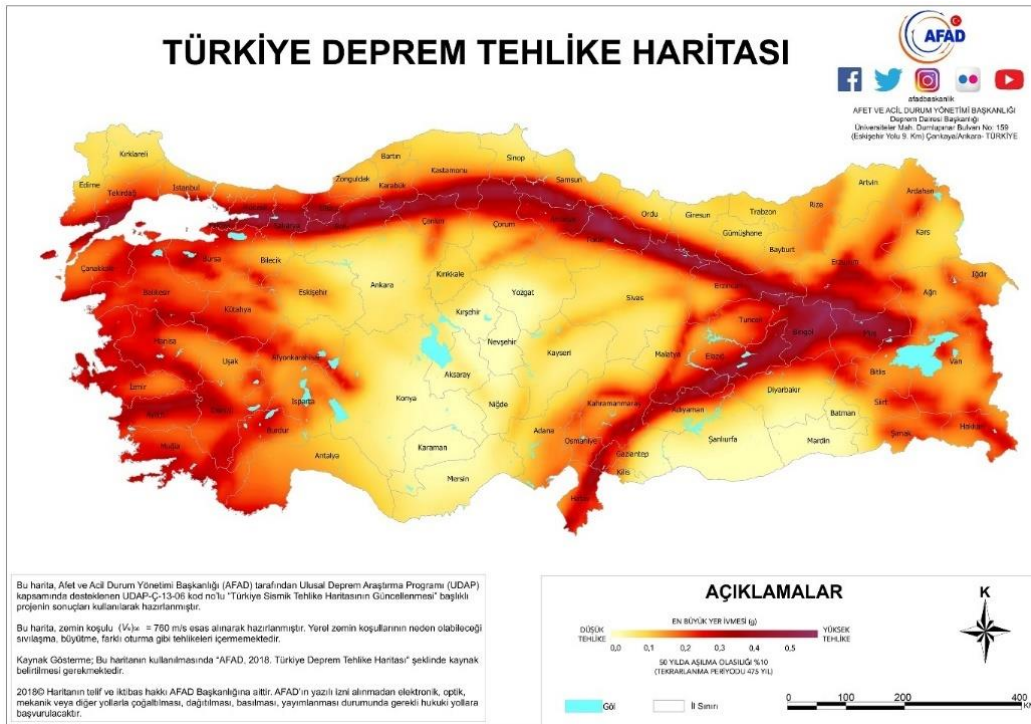 TÜRKİYE DEPREM TEHLİKE HARİTASI
AFAD
afadbaskanlik
AFET VE ACİL DURUM YÖNETİMİ BAŞKANLIĞI
Deprem Dairesi Başkanlığı
Üniversiteler Mah. Dumlupınar Bulvarı No: 159
(Eskişehir Yolu 9. Km) Çankaya/Ankara- TÜRKİYE
Kırklareli
Edirne
Tekirdağ
İstanbul
Zonguldak
Bartın
Karabük
Kastamonu
Sinop
Samsun
Çankırı
Çorum
Ordu
Giresun
Trabzon
Rize
Artvin
Ardahan
Kars
Gümüşhane
Bayburt
Erzurum
Erzincan
Iğdır
Ağrı
Çanakkale
Balıkesir
Bursa
Bilecik
Eskişehir
Ankara
Kırıkkale
Yozgat
Sivas
Tunceli
Bingöl
Muş
Kütahya
Manisa
Uşak
Afyonkarahisar
Kırşehir
Nevşehir
Kayseri
Malatya
Elazığ
Bitlis
Van
İzmir
Aydın
Isparta
Konya
Aksaray
Niğde
Kahramanmaraş
Adıyaman
Diyarbakır
Batman
Siirt
Şırnak
Hakkari
Muğla
Burdur
Antalya
Karaman
Mersin
Adana
Osmaniye
Gaziantep
Kilis
Şanlıurfa
Mardin
Hatay
Bu harita, Afet ve Acil Durum Yönetimi Başkanlığı (AFAD) tarafından Ulusal Deprem Araştırma Programı (UDAP)
kapsamında desteklenen UDAP-Ç-13-06 kod no'lu "Türkiye Sismik Tehlike Haritasının Güncellenmesi" başlıklı
projenin sonuçları kullanılarak hazırlanmıştır.
Bu harita, zemin koşulu (Vₛ)₃₀ = 760 m/s esas alınarak hazırlanmıştır. Yerel zemin koşullarının neden olabileceği
sıvılaşma, büyütme, farklı oturma gibi tehlikeleri içermemektedir.
Kaynak Gösterme; Bu haritanın kullanılmasında "AFAD, 2018. Türkiye Deprem Tehlike Haritası" şeklinde kaynak
belirtilmesi gerekmektedir.
2018© Haritanın telif ve iktibas hakkı AFAD Başkanlığına aittir. AFAD'ın yazılı izni alınmadan elektronik, optik,
mekanik veya diğer yollarla çoğaltılması, dağıtılması, basılması, yayımlanması durumunda gerekli hukuki yollara
başvurulacaktır.
AÇIKLAMALAR
EN BÜYÜK YER İVMESİ (g)
DÜŞÜK TEHLİKE
YÜKSEK TEHLİKE
0,0 0,1 0,2 0,3 0,4 0,5
50 YILDA AŞILMA OLASILIĞI %10
(TEKRARLANMA PERİYODU 475 YIL)
Göl
İl Sınırı
K
0 200 400
KM